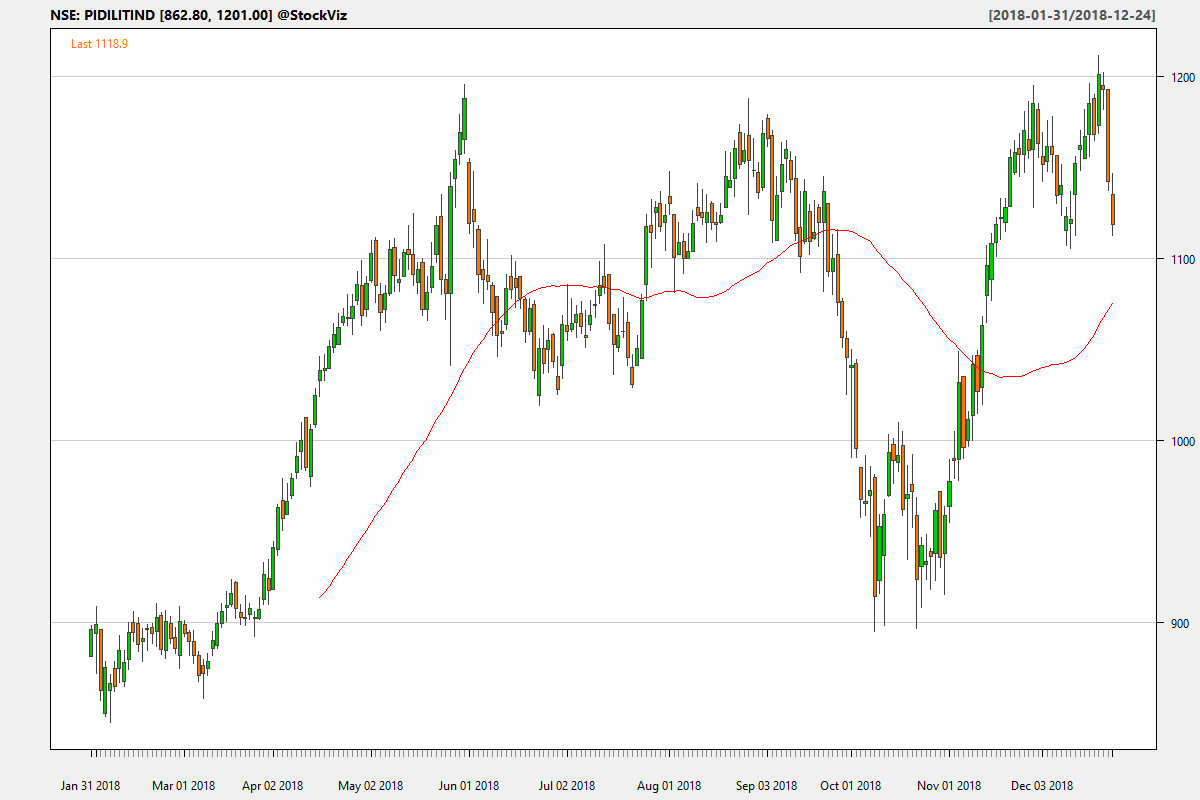 NSE: PIDILITIND [862.80, 1201.00] @StockViz [2018-01-31/2018-12-24]
Last 1118.9
1200
1100
1000
900
Jan 31 2018 Mar 01 2018 Apr 02 2018 May 02 2018 Jun 01 2018 Jul 02 2018 Aug 01 2018 Sep 03 2018 Oct 01 2018 Nov 01 2018 Dec 03 2018